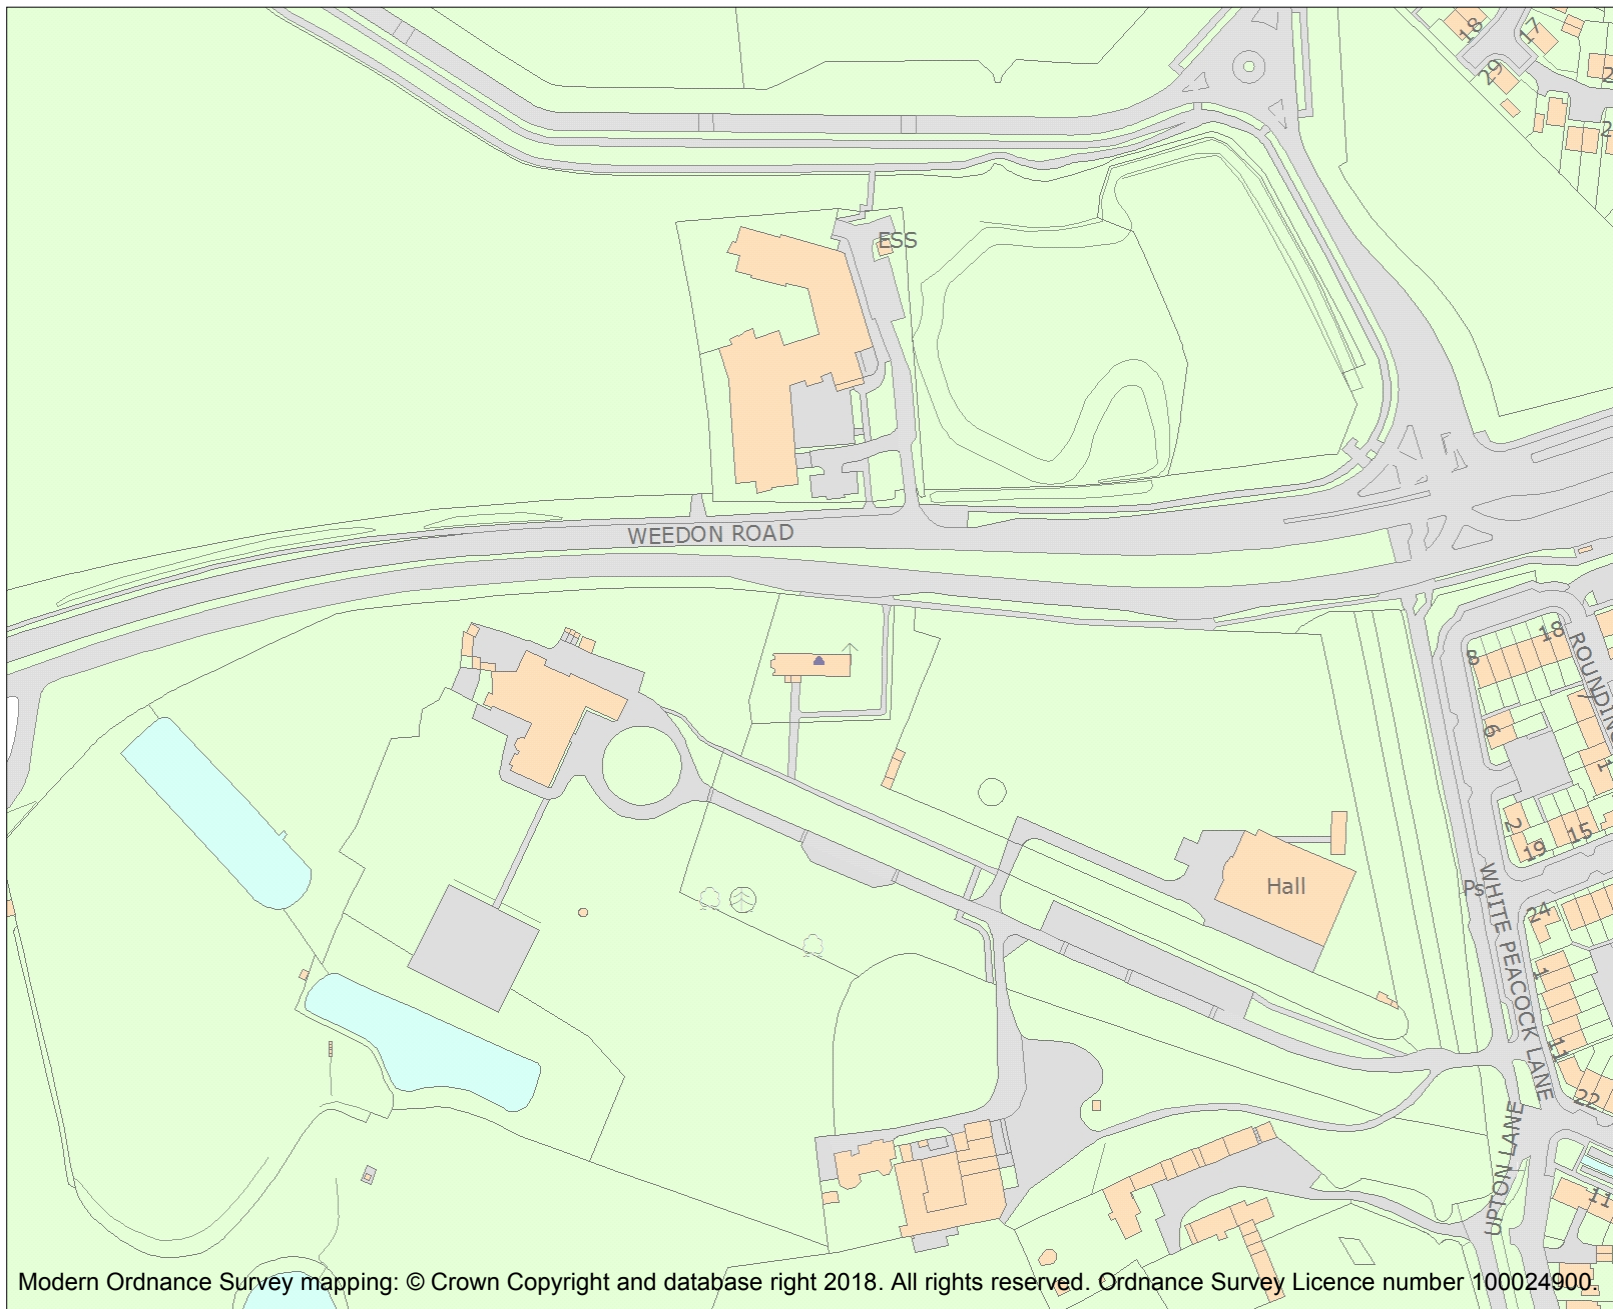 18
17
29
ESS
WEEDON ROAD
18
8
ROUNDING
7
6
1
2
15
19
Hall
Ps
WHITE PEACOCK LANE
24
1
11
22
UPTON LANE
11
Modern Ordnance Survey mapping: © Crown Copyright and database right 2018. All rights reserved. Ordnance Survey Licence number 100024900.